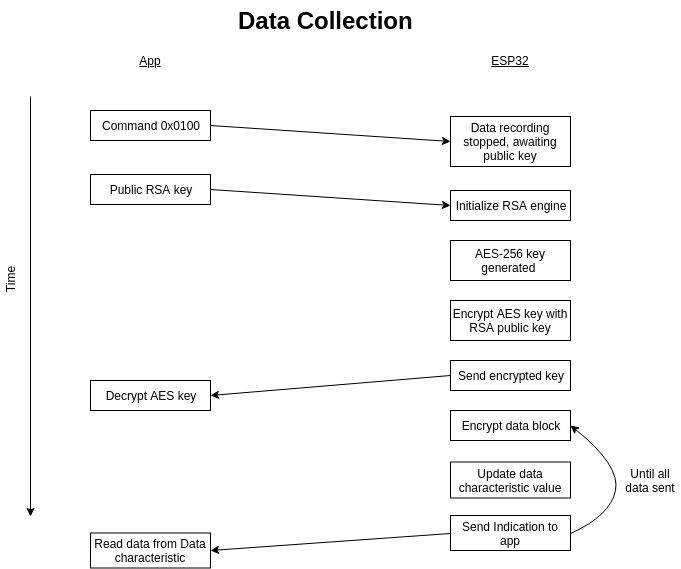 Data Collection
App
ESP32
Command 0x0100
Data recording
stopped, awaiting
public key
Public RSA key
Initialize RSA engine
AES-256 key
generated
Time
Encrypt AES key with
RSA public key
Send encrypted key
Decrypt AES key
Encrypt data block
Update data
characteristic value
Until all
data sent
Send Indication to
app
Read data from Data
characteristic